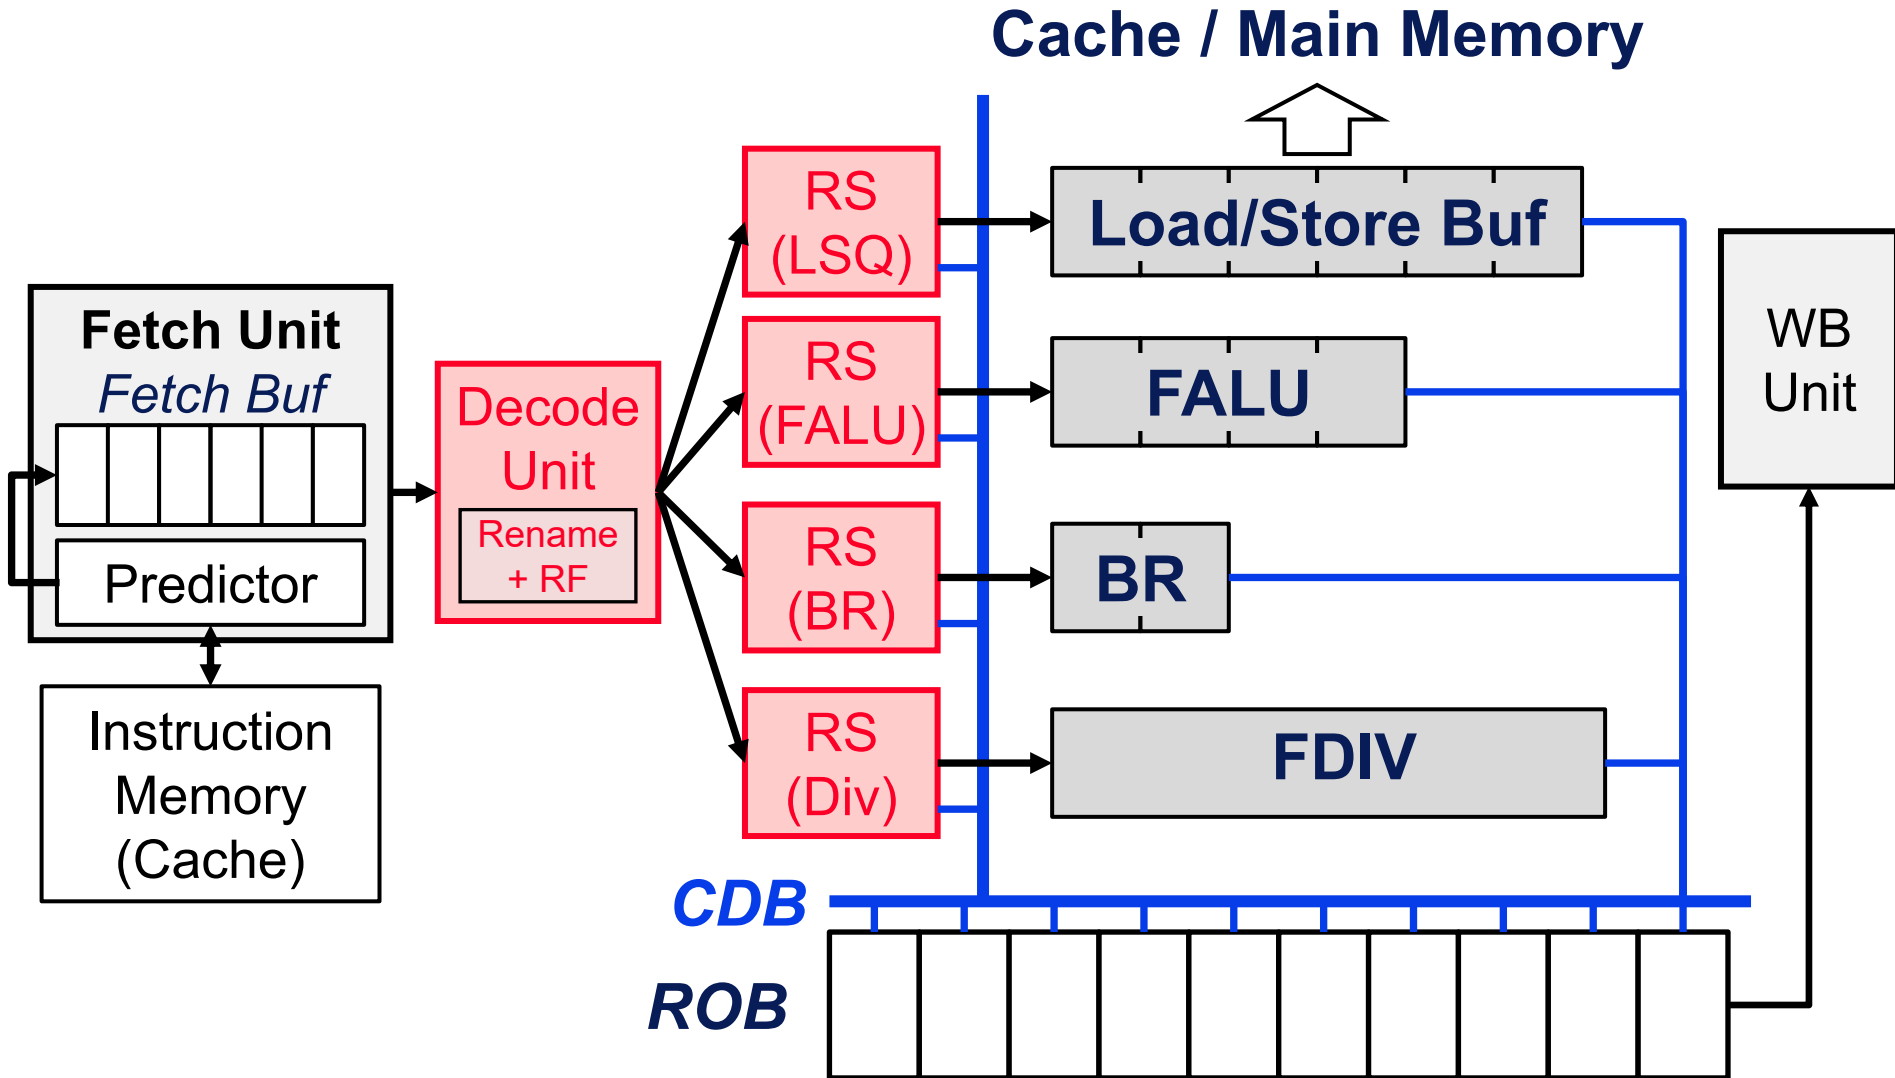 Cache / Main Memory
Fetch Unit
Fetch Buf
Predictor
Instruction
Memory
(Cache)
Decode
Unit
Rename
+ RF
RS
(LSQ)
RS
(FALU)
RS
(BR)
RS
(Div)
Load/Store Buf
FALU
BR
FDIV
WB
Unit
CDB
ROB